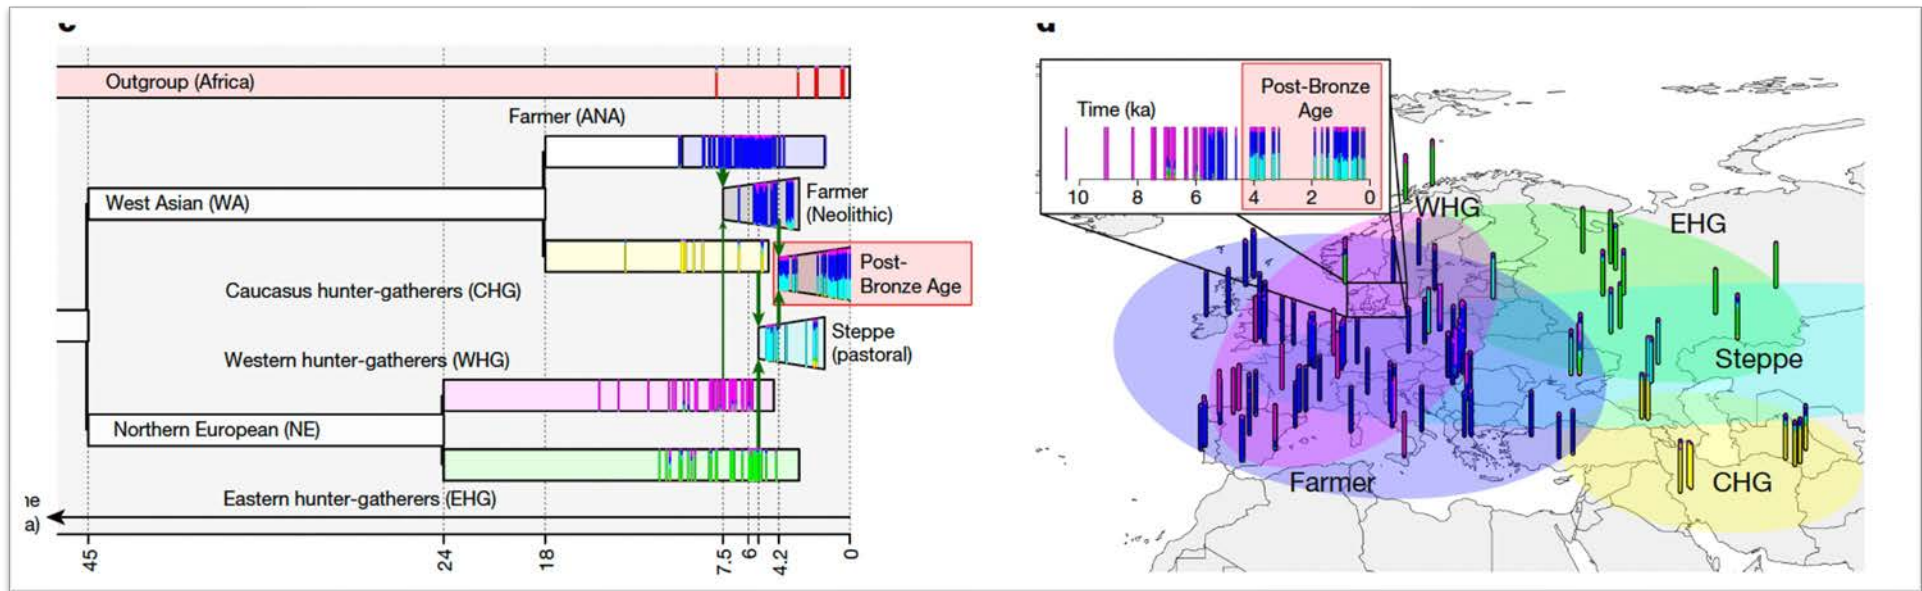 c
Outgroup (Africa)
Farmer (ANA)
West Asian (WA)
Farmer
(Neolithic)
Post-
Bronze Age
Caucasus hunter-gatherers (CHG)
Steppe
(pastoral)
Western hunter-gatherers (WHG)
Northern European (NE)
Eastern hunter-gatherers (EHG)
ne
a)
45
24
18
7.5
6
4.2
0
d
Post-Bronze
Age
Time (ka)
10
8
6
4
2
0
WHG
EHG
Steppe
Farmer
CHG